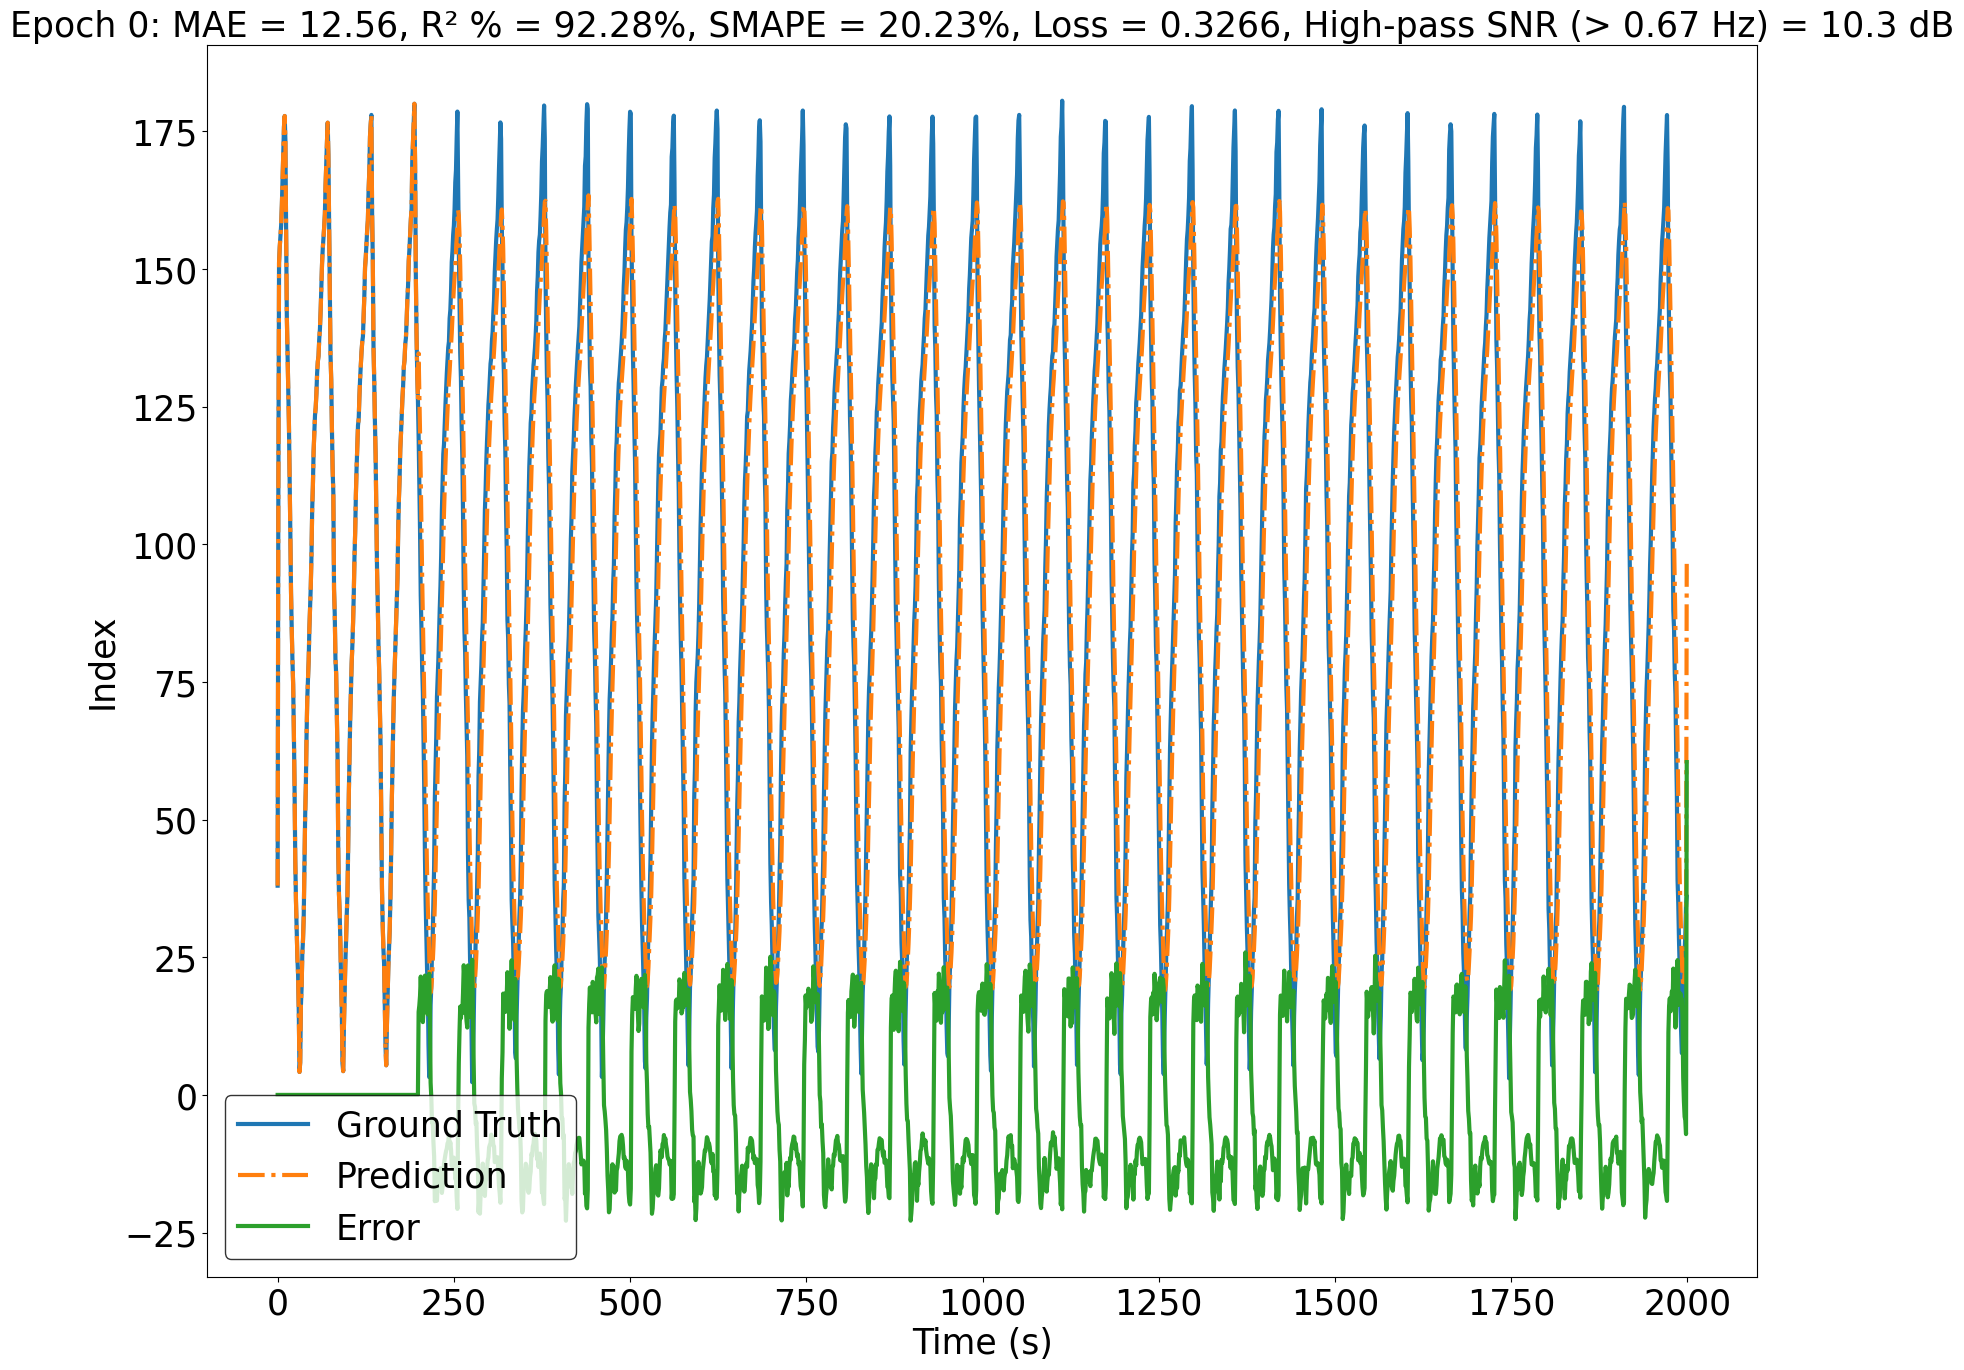 Epoch 0: MAE = 12.56, R² % = 92.28%, SMAPE = 20.23%, Loss = 0.3266, High-pass SNR (> 0.67 Hz) = 10.3 dB
175
150
125
100
75
50
25
0
−25
Index
Ground Truth
Prediction
Error
0 250 500 750 1000 1250 1500 1750 2000
Time (s)